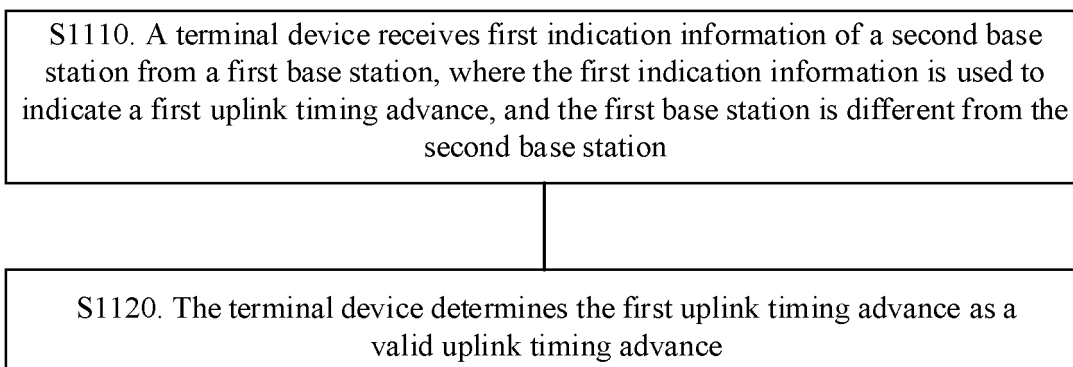 S1110. A terminal device receives first indication information of a second base
station from a first base station, where the first indication information is used to
indicate a first uplink timing advance, and the first base station is different from the
second base station
S1120. The terminal device determines the first uplink timing advance as a
valid uplink timing advance